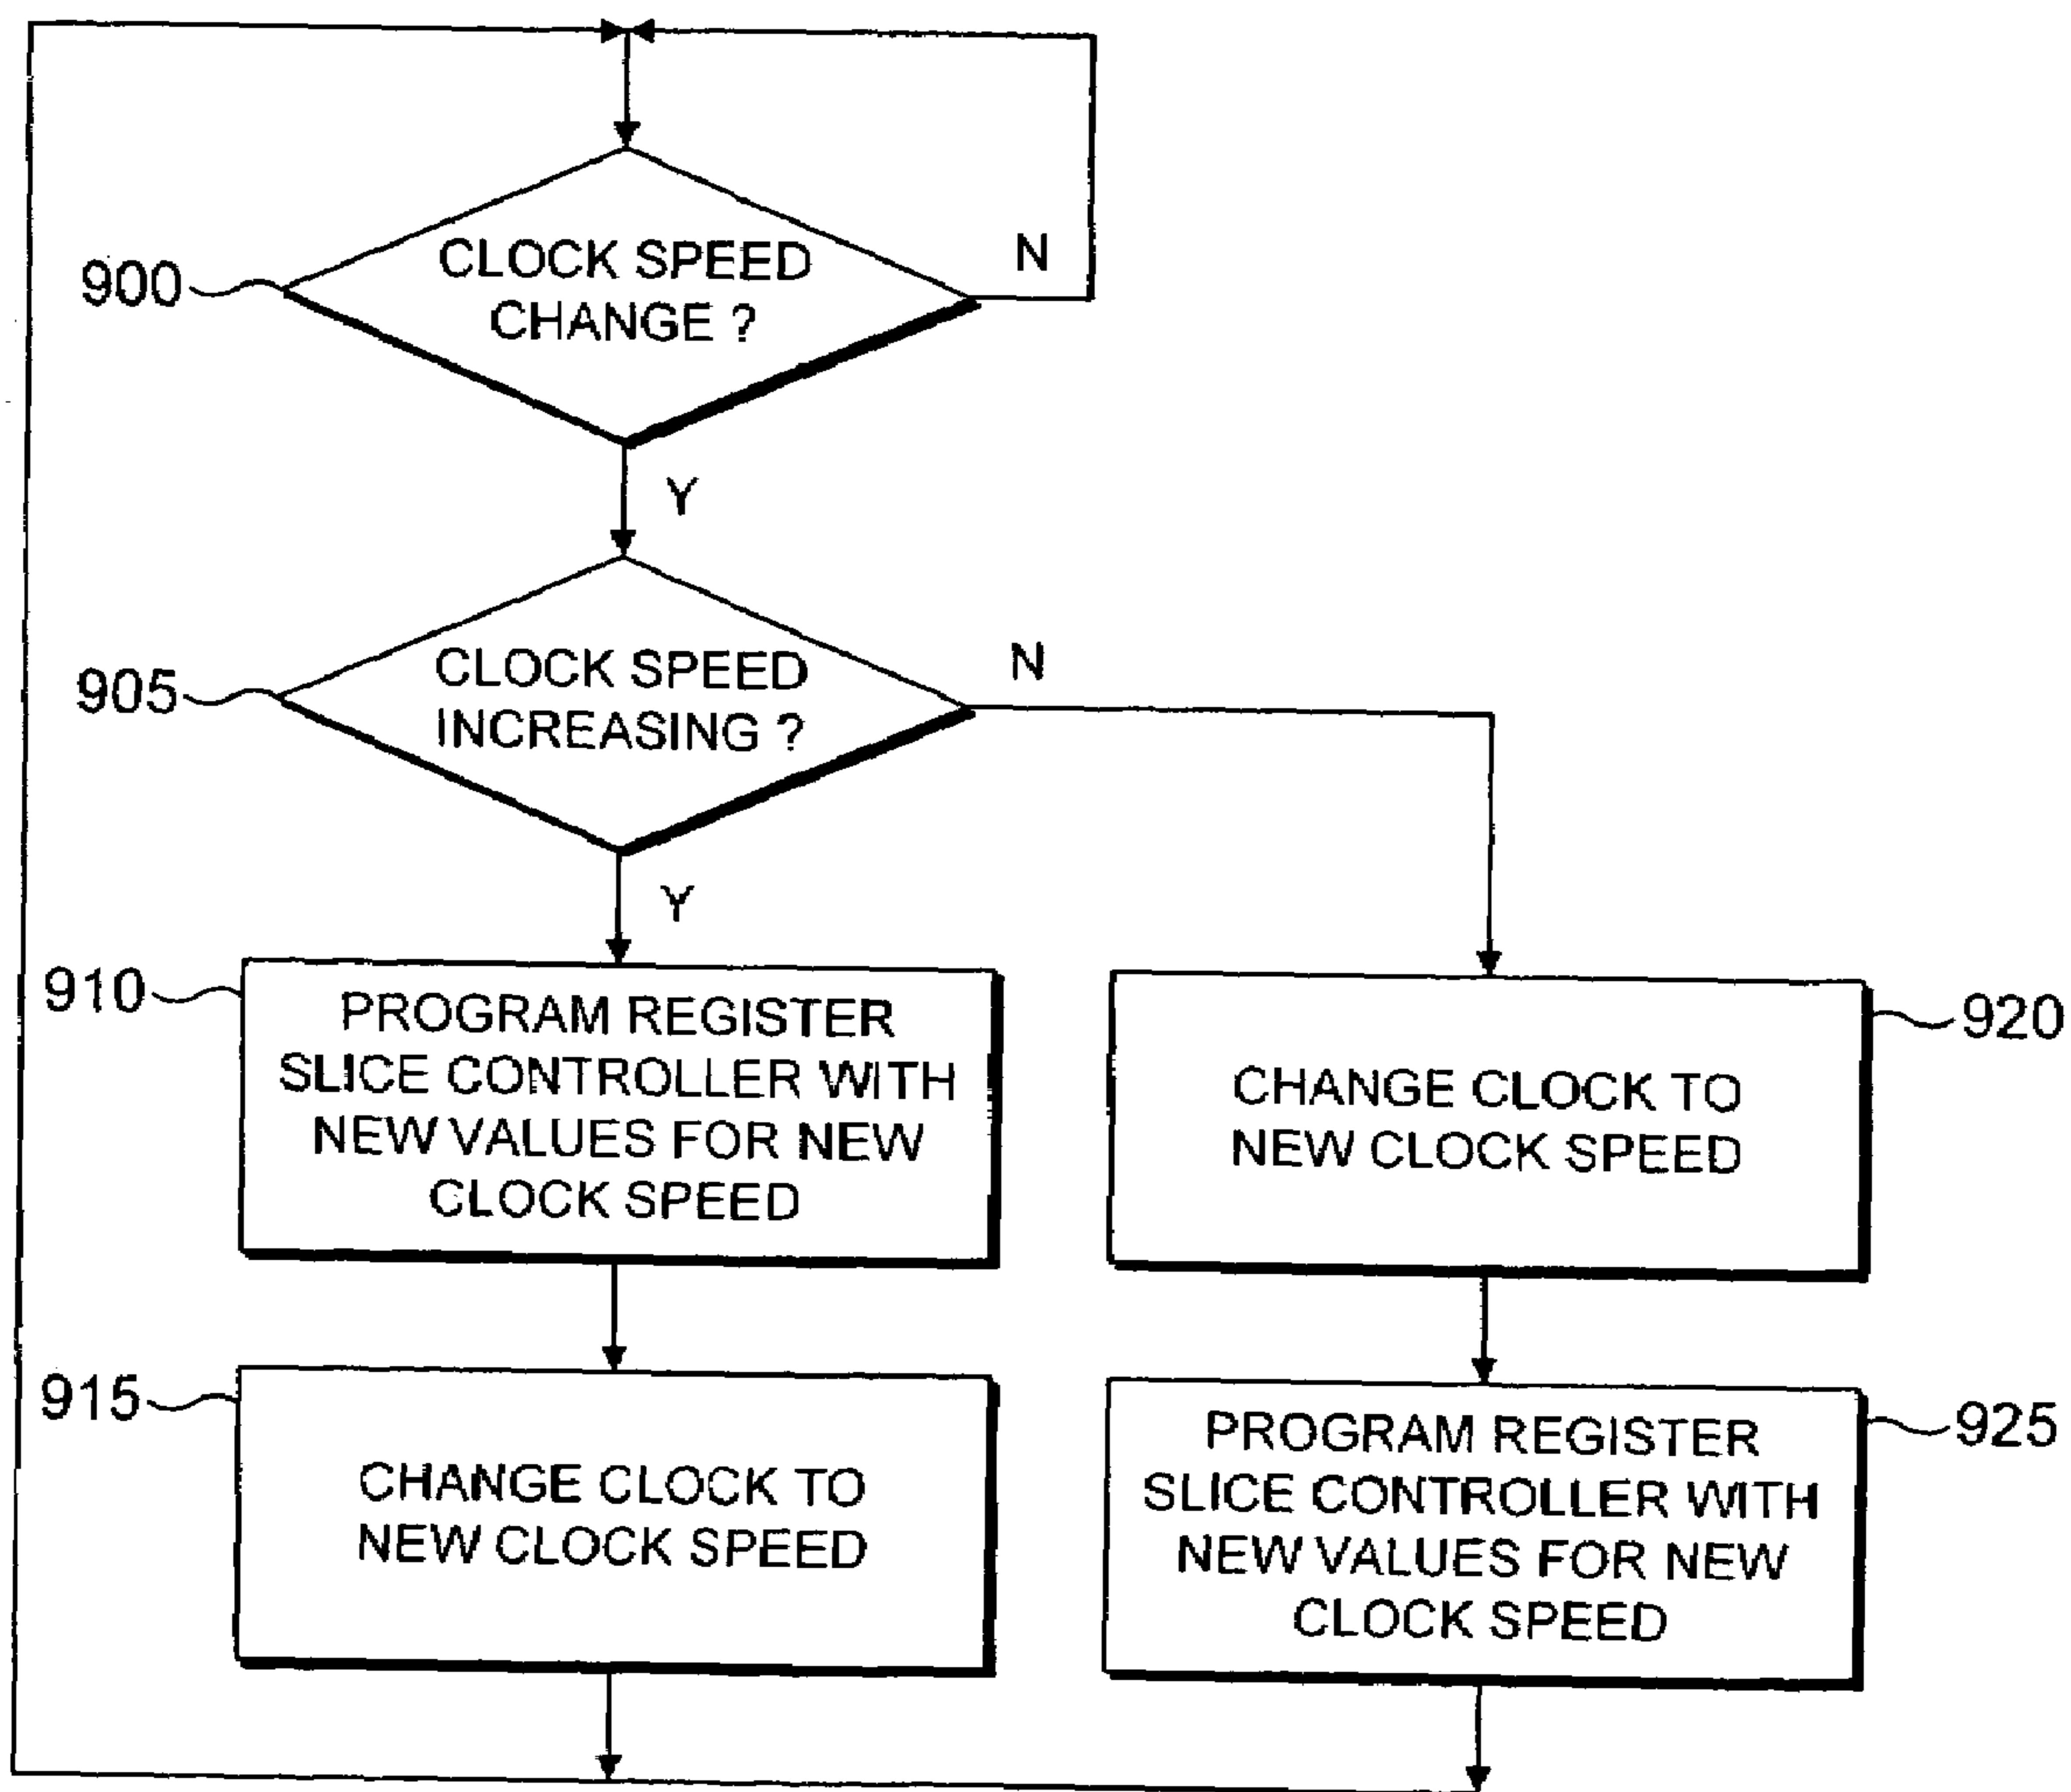 900
CLOCK SPEED
CHANGE ?
N
Y
905
CLOCK SPEED
INCREASING ?
N
Y
910
PROGRAM REGISTER
SLICE CONTROLLER WITH
NEW VALUES FOR NEW
CLOCK SPEED
920
CHANGE CLOCK TO
NEW CLOCK SPEED
915
CHANGE CLOCK TO
NEW CLOCK SPEED
925
PROGRAM REGISTER
SLICE CONTROLLER WITH
NEW VALUES FOR NEW
CLOCK SPEED